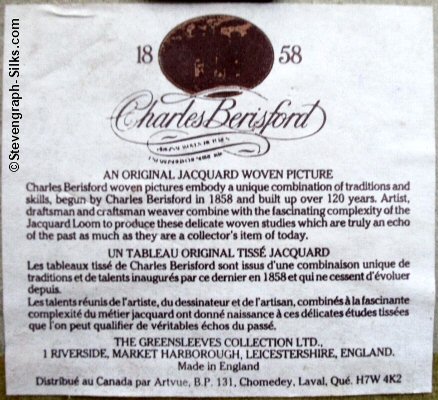 18 58
Charles Berisford
AN ORIGINAL JACQUARD WOVEN PICTURE
Charles Berisford woven pictures embody a unique combination of traditions and
skills, begun by Charles Berisford in 1858 and built up over 120 years. Artist,
draftsman and craftsman weaver combine with the fascinating complexity of the
Jacquard Loom to produce these delicate woven studies which are truly an echo
of the past as much as they are a collector's item of today.
UN TABLEAU ORIGINAL TISSÉ JACQUARD
Les tableaux tissé de Charles Berisford sont issus d'une combinaison unique de
traditions et de talents inaugurés par ce dernier en 1858 et qui ne cessent d'évoluer
depuis.
Les talents réunis de l'artiste, du dessinateur et de l'artisan, combinés à la fascinante
complexité du métier jacquard ont donné naissance à ces délicates études tissées
que l'on peut qualifier de véritables échos du passé.
THE GREENSLEEVES COLLECTION LTD.,
1 RIVERSIDE, MARKET HARBOROUGH, LEICESTERSHIRE, ENGLAND.
Made in England
Distribué au Canada par Artvue, B.P. 131, Chomedey, Laval, Qué. H7W 4K2
©Stevengraph-Silks.com